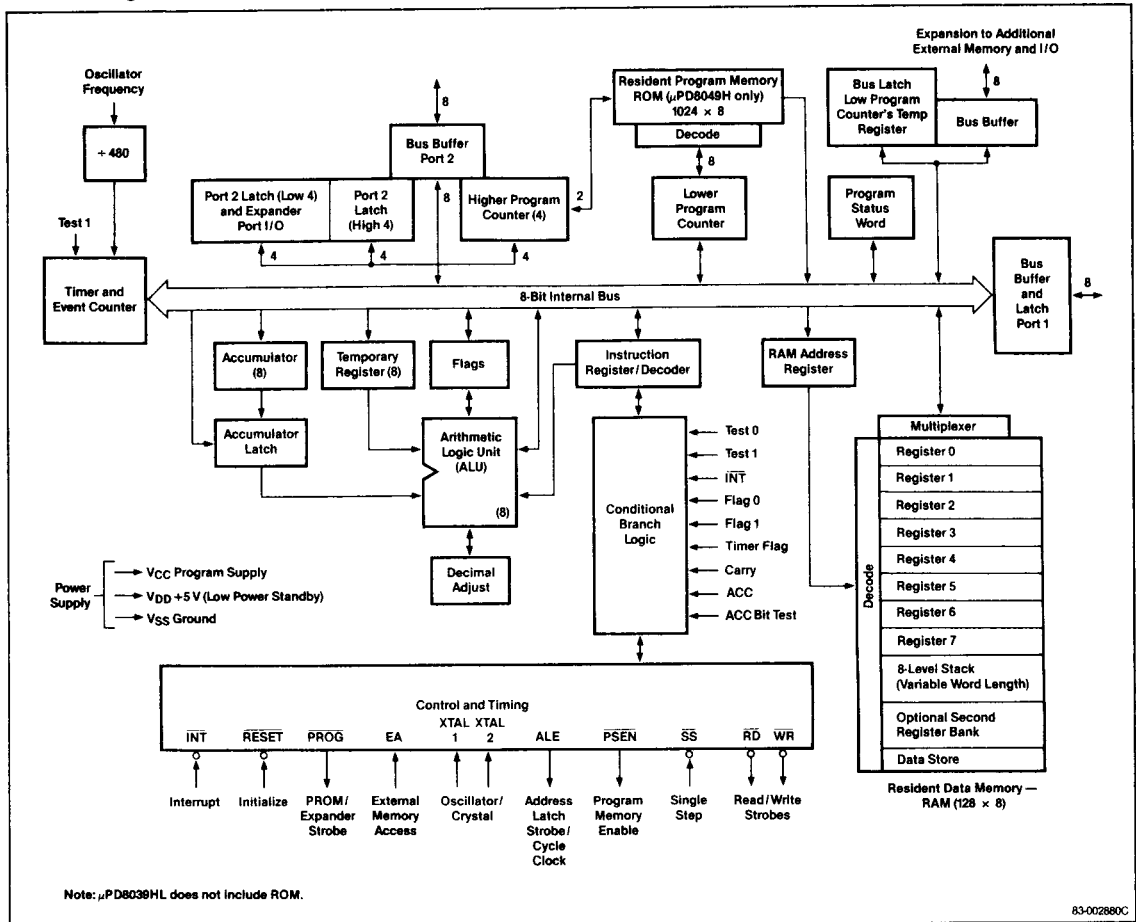 Oscillator
Frequency
÷ 480
Test 1
Timer and
Event Counter
8
Bus Buffer
Port 2
Port 2 Latch (Low 4)
and Expander
Port I/O
Port 2
Latch
(High 4)
8
Higher Program
Counter (4)
4
4
4
2
Resident Program Memory
ROM (μPD8049H only)
1024 × 8
Decode
8
Lower
Program
Counter
Expansion to Additional
External Memory and I/O
8
Bus Latch
Low Program
Counter's Temp
Register
Bus Buffer
Program
Status
Word
Bus
Buffer
and
Latch
Port 1
8
8-Bit Internal Bus
Accumulator
(8)
Temporary
Register (8)
Flags
Instruction
Register/Decoder
RAM Address
Register
Accumulator
Latch
Arithmetic
Logic Unit
(ALU)
(8)
Decimal
Adjust
Conditional
Branch
Logic
Test 0
Test 1
I̅N̅T̅
Flag 0
Flag 1
Timer Flag
Carry
ACC
ACC Bit Test
Power
Supply
VCC Program Supply
VDD +5 V (Low Power Standby)
VSS Ground
Multiplexer
Decode
Register 0
Register 1
Register 2
Register 3
Register 4
Register 5
Register 6
Register 7
8-Level Stack
(Variable Word Length)
Optional Second
Register Bank
Data Store
Resident Data Memory —
RAM (128 × 8)
Control and Timing
XTAL XTAL
I̅N̅T̅ R̅E̅S̅E̅T̅ P̅R̅O̅G̅ EA 1 2 ALE P̅S̅E̅N̅ S̅S̅ R̅D̅ W̅R̅
Interrupt
Initialize
PROM/
Expander
Strobe
External
Memory
Access
Oscillator/
Crystal
Address
Latch
Strobe/
Cycle
Clock
Program
Memory
Enable
Single
Step
Read/Write
Strobes
Note: μPD8039HL does not include ROM.
83-002880C